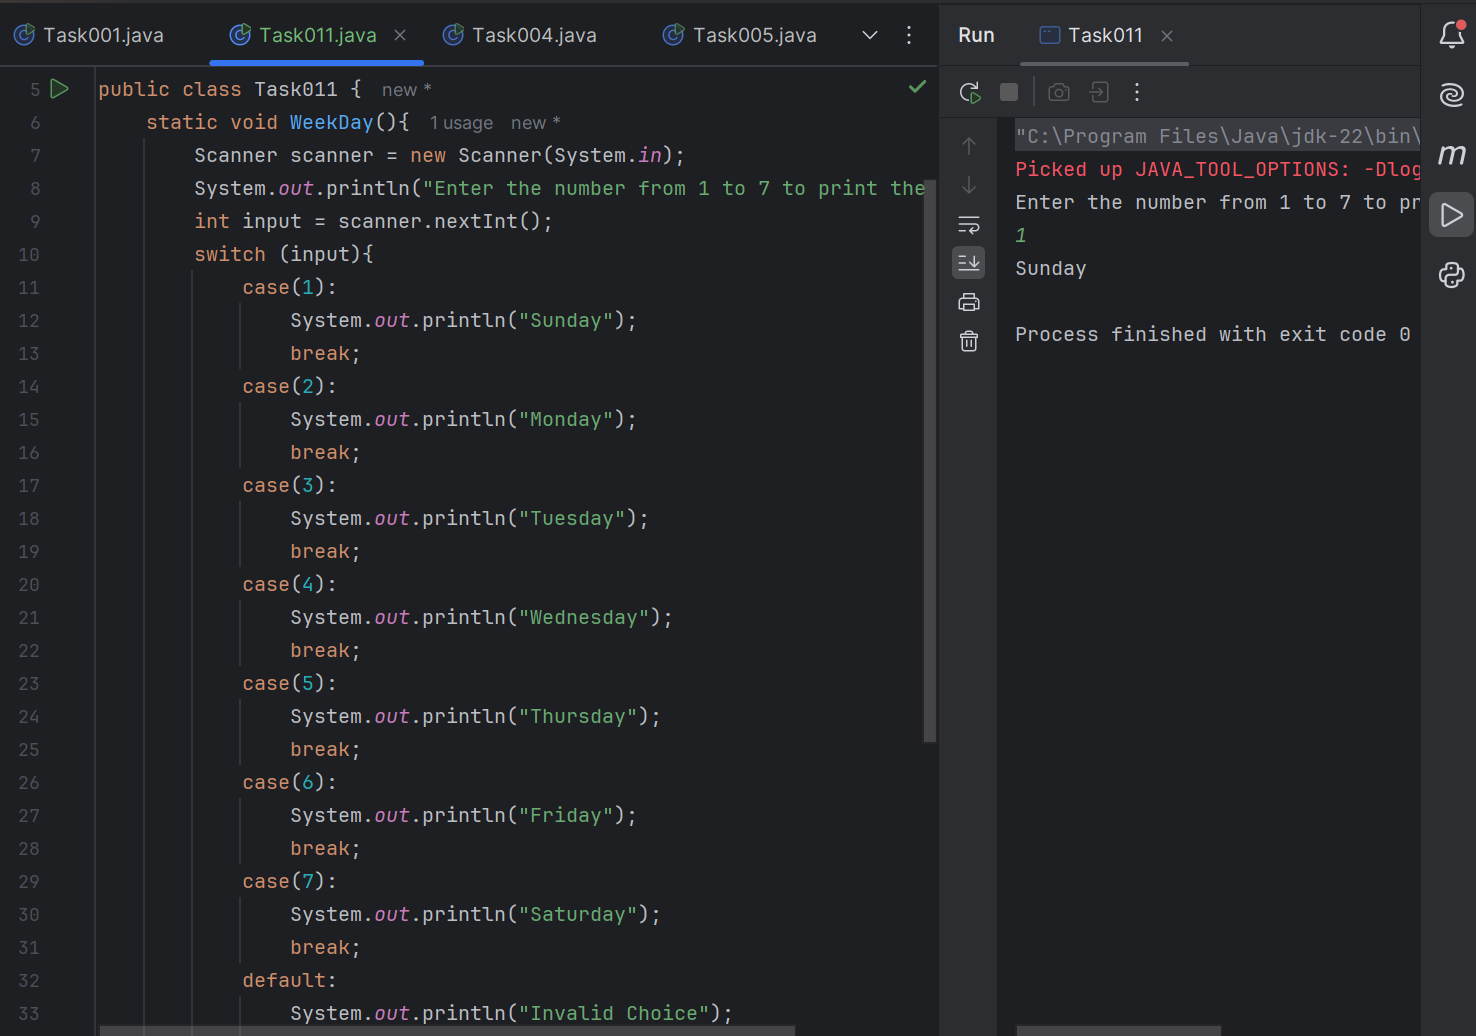 Task001.java Task011.java Task004.java Task005.java
5 public class Task011 { new *
6 static void WeekDay(){ 1 usage new *
7 Scanner scanner = new Scanner(System.in);
8 System.out.println("Enter the number from 1 to 7 to print the
9 int input = scanner.nextInt();
10 switch (input){
11 case(1):
12 System.out.println("Sunday");
13 break;
14 case(2):
15 System.out.println("Monday");
16 break;
17 case(3):
18 System.out.println("Tuesday");
19 break;
20 case(4):
21 System.out.println("Wednesday");
22 break;
23 case(5):
24 System.out.println("Thursday");
25 break;
26 case(6):
27 System.out.println("Friday");
28 break;
29 case(7):
30 System.out.println("Saturday");
31 break;
32 default:
33 System.out.println("Invalid Choice");
Run Task011
"C:\Program Files\Java\jdk-22\bin\
Picked up JAVA_TOOL_OPTIONS: -Dlog
Enter the number from 1 to 7 to pr
1
Sunday
Process finished with exit code 0
m